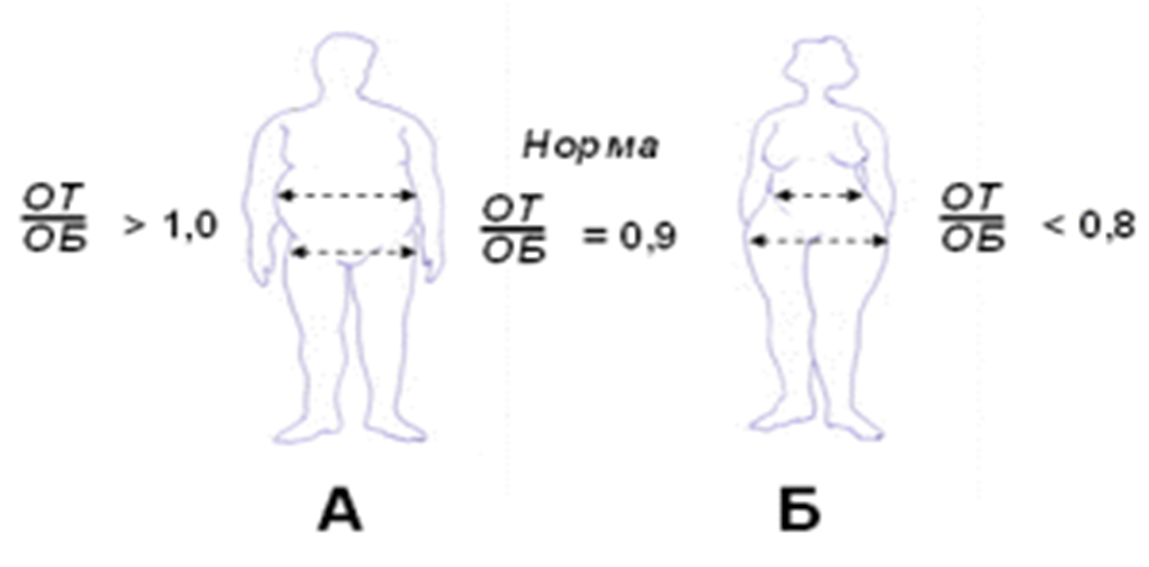 ОТ
ОБ > 1,0
Норма
ОТ
ОБ = 0,9
ОТ
ОБ < 0,8
А
Б